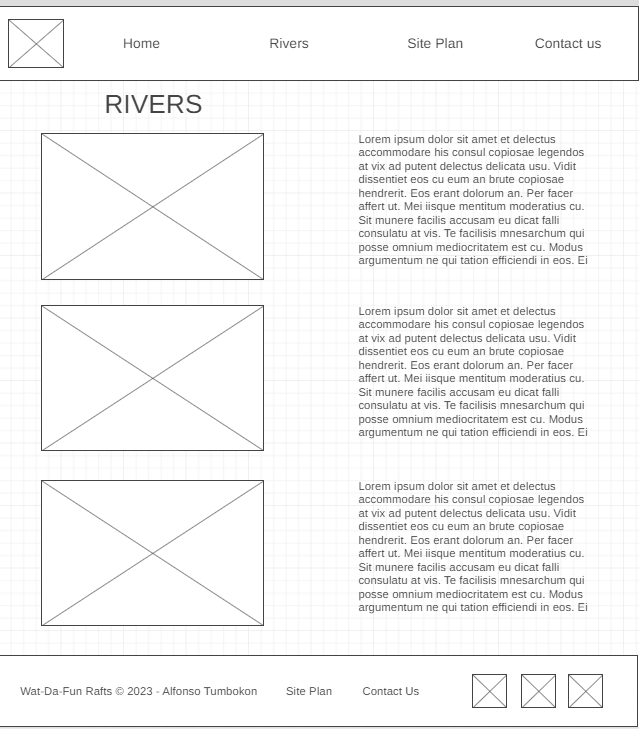 Home Rivers Site Plan Contact us
RIVERS
Lorem ipsum dolor sit amet et delectus
accommodare his consul copiosae legendos
at vix ad putent delectus delicata usu. Vidit
dissentiet eos cu eum an brute copiosae
hendrerit. Eos erant dolorum an. Per facer
affert ut. Mei iisque mentitum moderatius cu.
Sit munere facilis accusam eu dicat falli
consulatu at vis. Te facilisis mnesarchum qui
posse omnium mediocritatem est cu. Modus
argumentum ne qui tation efficiendi in eos. Ei
Lorem ipsum dolor sit amet et delectus
accommodare his consul copiosae legendos
at vix ad putent delectus delicata usu. Vidit
dissentiet eos cu eum an brute copiosae
hendrerit. Eos erant dolorum an. Per facer
affert ut. Mei iisque mentitum moderatius cu.
Sit munere facilis accusam eu dicat falli
consulatu at vis. Te facilisis mnesarchum qui
posse omnium mediocritatem est cu. Modus
argumentum ne qui tation efficiendi in eos. Ei
Lorem ipsum dolor sit amet et delectus
accommodare his consul copiosae legendos
at vix ad putent delectus delicata usu. Vidit
dissentiet eos cu eum an brute copiosae
hendrerit. Eos erant dolorum an. Per facer
affert ut. Mei iisque mentitum moderatius cu.
Sit munere facilis accusam eu dicat falli
consulatu at vis. Te facilisis mnesarchum qui
posse omnium mediocritatem est cu. Modus
argumentum ne qui tation efficiendi in eos. Ei
Wat-Da-Fun Rafts © 2023 - Alfonso Tumbokon Site Plan Contact Us